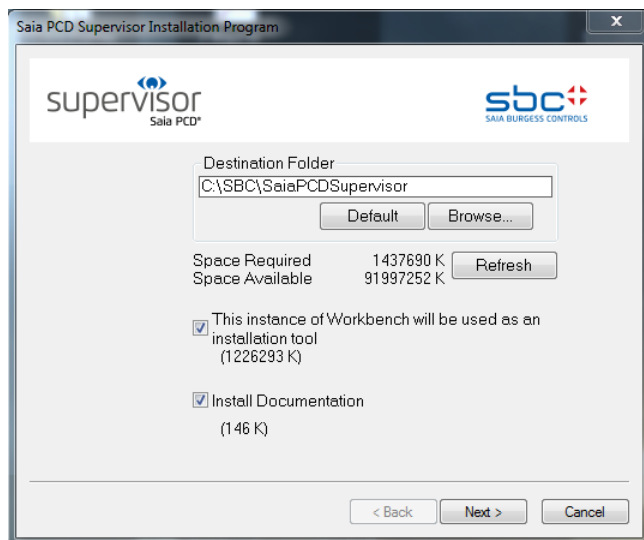 Saia PCD Supervisor Installation Program
x
supervisor
Saia PCD®
sbc
SAIA BURGESS CONTROLS
Destination Folder
C:\SBC\SaiaPCDSupervisor
Default Browse...
Space Required 1437690 K
Space Available 91997252 K
Refresh
This instance of Workbench will be used as an
installation tool
(1226293 K)
Install Documentation
(146 K)
< Back Next > Cancel